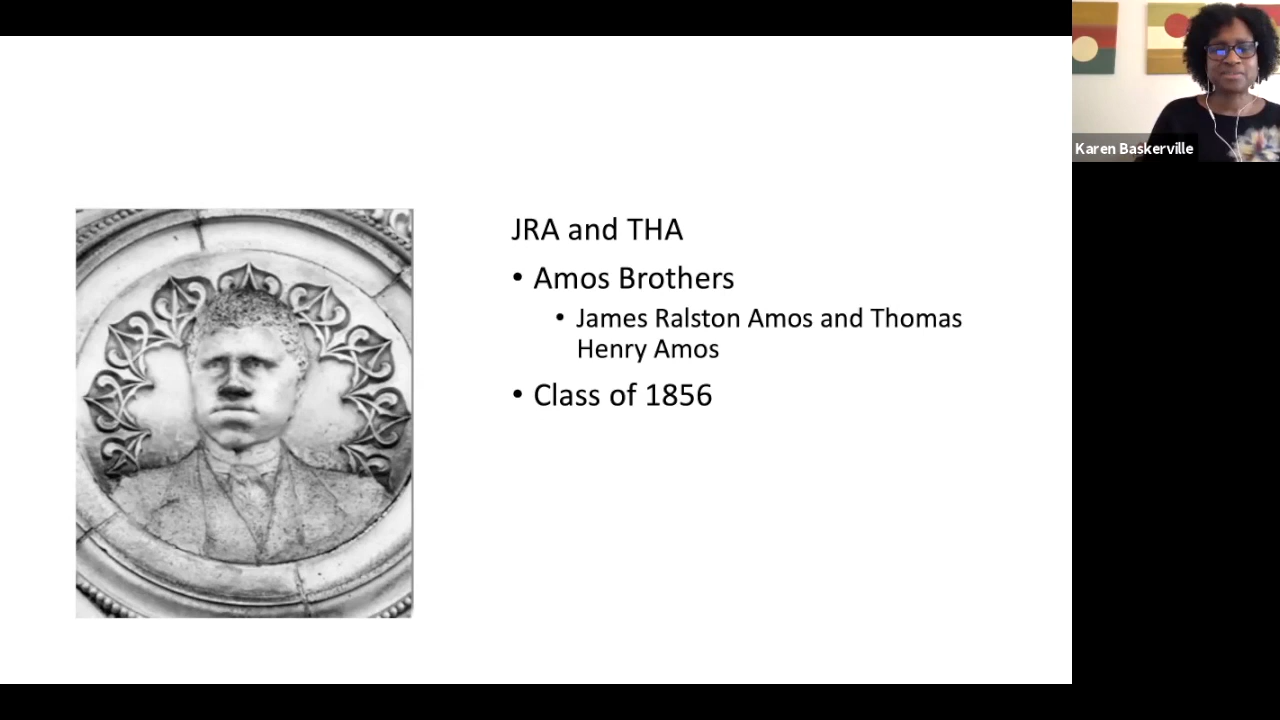 JRA and THA
• Amos Brothers
• James Ralston Amos and Thomas
Henry Amos
• Class of 1856
Karen Baskerville